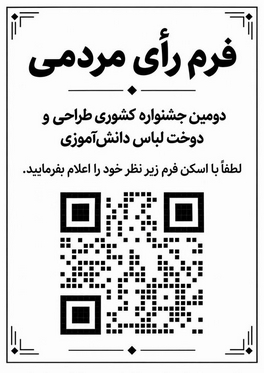 فرم رأی مردمی
دومین جشنواره کشوری طراحی و
دوخت لباس دانش‌آموزی
لطفاً با اسکن فرم زیر نظر خود را اعلام بفرمایید.